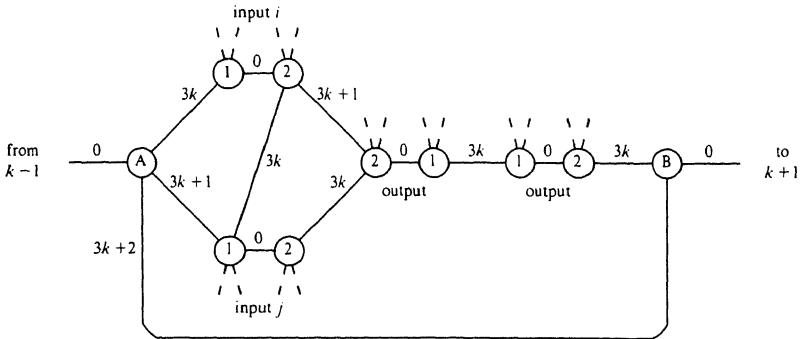 input i
1 0 2
3k 3k + 1
from k − 1
0 A
3k
3k + 1
3k
2 0 1 3k 1 0 2 3k B 0
to k + 1
output output
3k + 2
1 0 2
input j